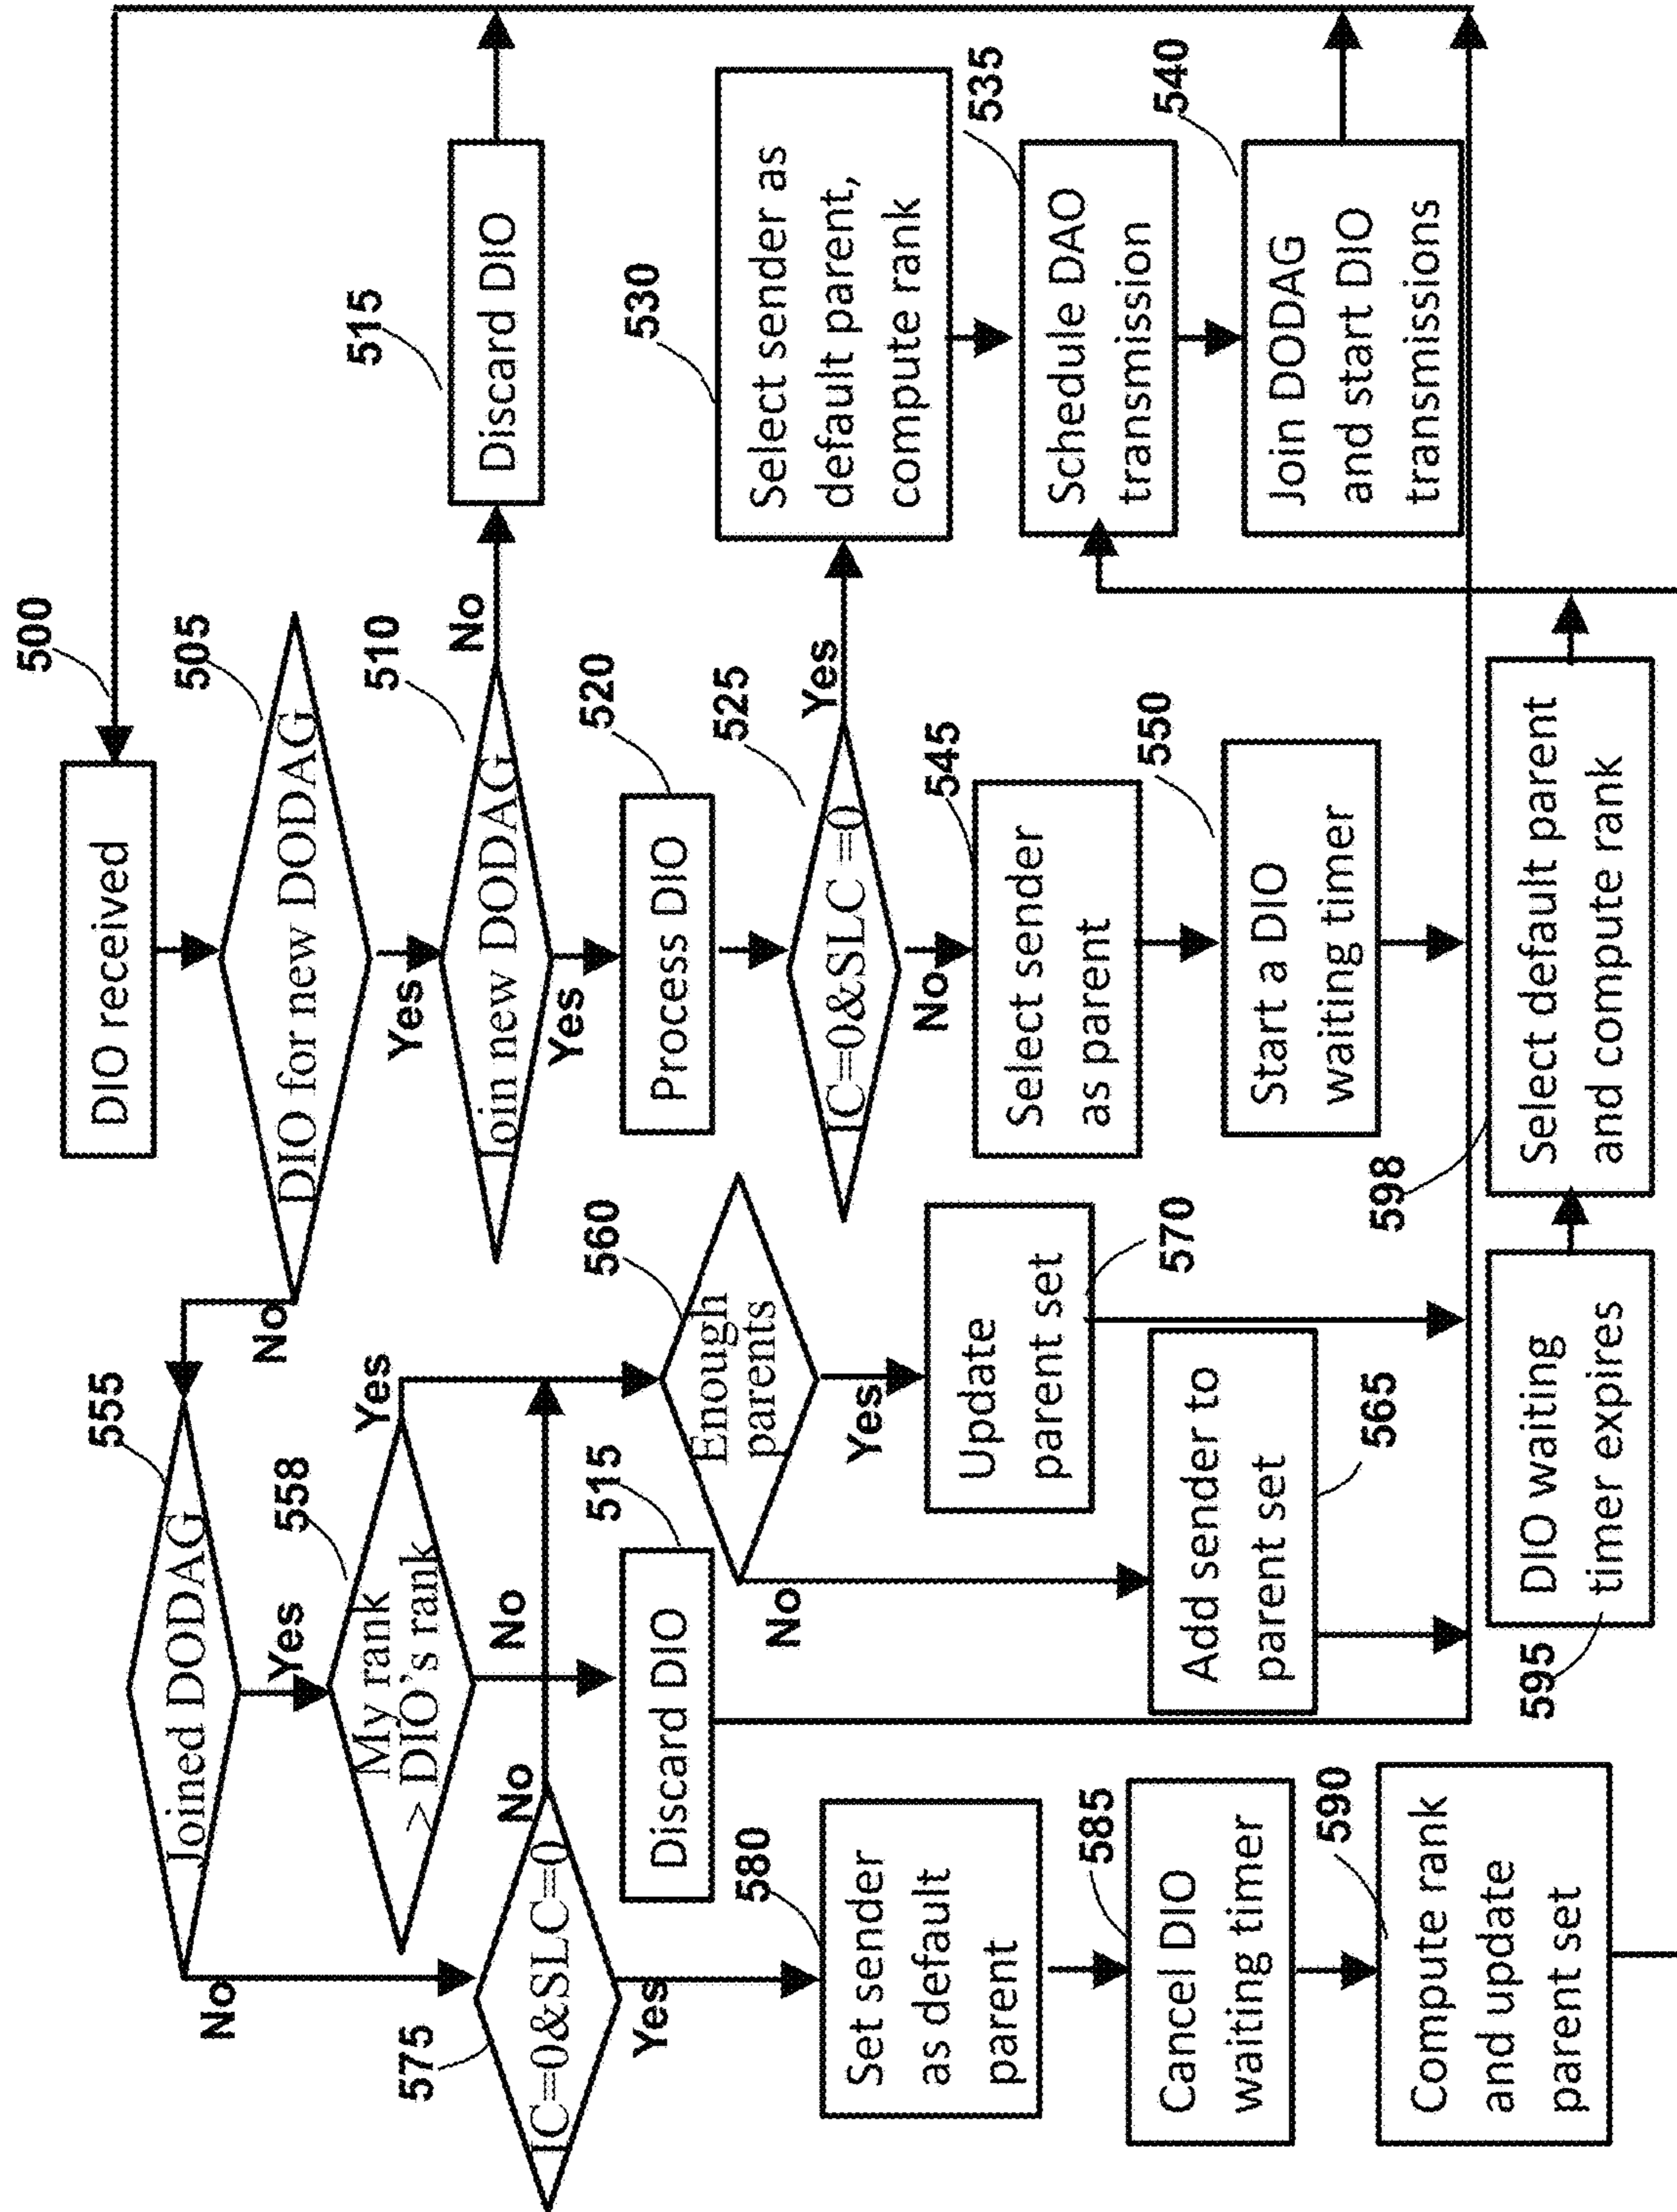 500
DIO received
505
DIO for new DODAG
No
Yes
510
Join new DODAG
No
515
Discard DIO
Yes
520
Process DIO
525
IC=0&SLC =0
Yes
530
Select sender as
default parent,
compute rank
535
Schedule DAO
transmission
540
Join DODAG
and start DIO
transmissions
No
545
Select sender
as parent
550
Start a DIO
waiting timer
555
Joined DODAG
Yes
No
558
My rank
> DIO's rank
Yes
No
515
Discard DIO
560
Enough
parents
Yes
570
Update
parent set
No
565
Add sender to
parent set
575
IC=0&SLC=0
No
Yes
580
Set sender
as default
parent
585
Cancel DIO
waiting timer
590
Compute rank
and update
parent set
595
DIO waiting
timer expires
598
Select default parent
and compute rank